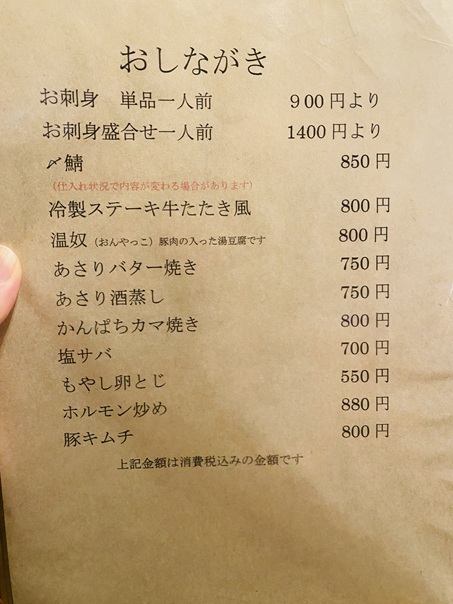 おしながき
お刺身　単品一人前　900円より
お刺身盛合せ一人前　1400円より
〆鯖　850円
（仕入れ状況で内容が変わる場合があります）
冷製ステーキ牛たたき風　800円
温奴（おんやっこ）豚肉の入った湯豆腐です　800円
あさりバター焼き　750円
あさり酒蒸し　750円
かんぱちカマ焼き　800円
塩サバ　700円
もやし卵とじ　550円
ホルモン炒め　880円
豚キムチ　800円
上記金額は消費税込みの金額です